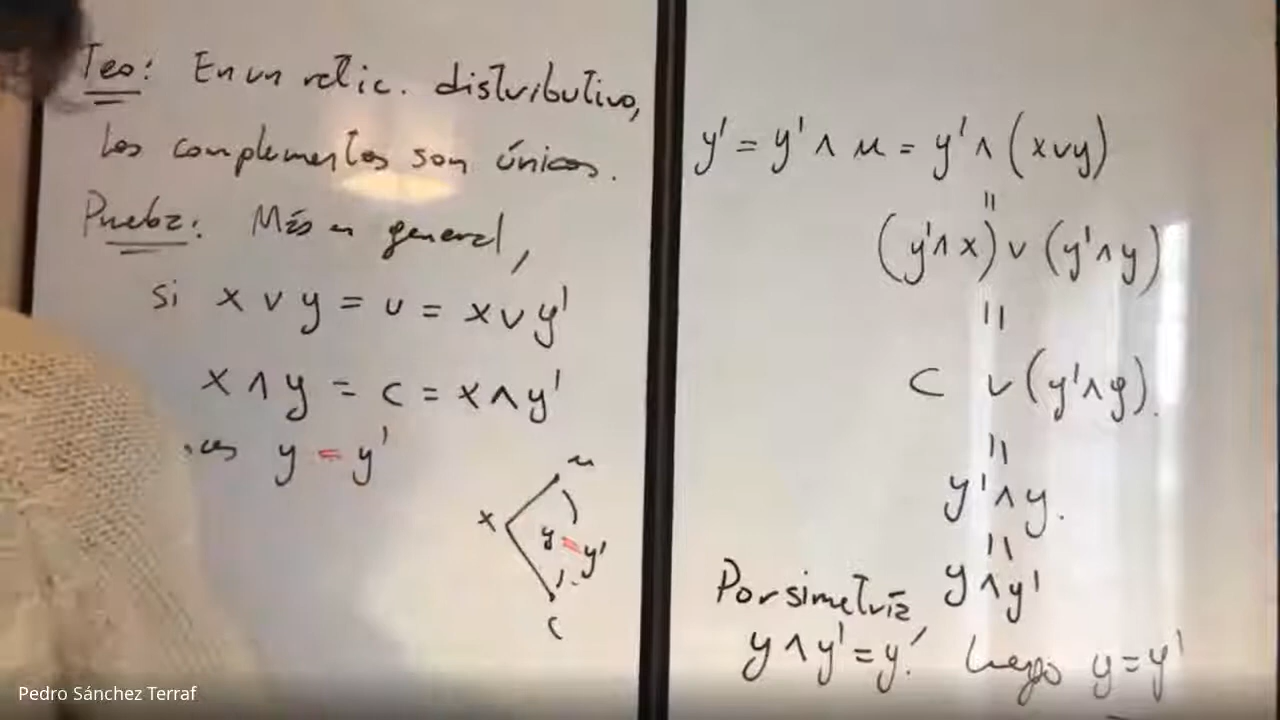 Teo: En un retic. distributivo,
los complementos son únicos.
Prueba: Más en general,
si x ∨ y = u = x ∨ y'
x ∧ y = c = x ∧ y'
y = y'
u
x y = y'
c
y' = y' ∧ u = y' ∧ (x ∨ y)
=
(y' ∧ x) ∨ (y' ∧ y)
=
c ∨ (y' ∧ y).
=
y' ∧ y.
=
y ∧ y'
Por simetría,
y ∧ y' = y'. Luego y = y'
Pedro Sánchez Terraf